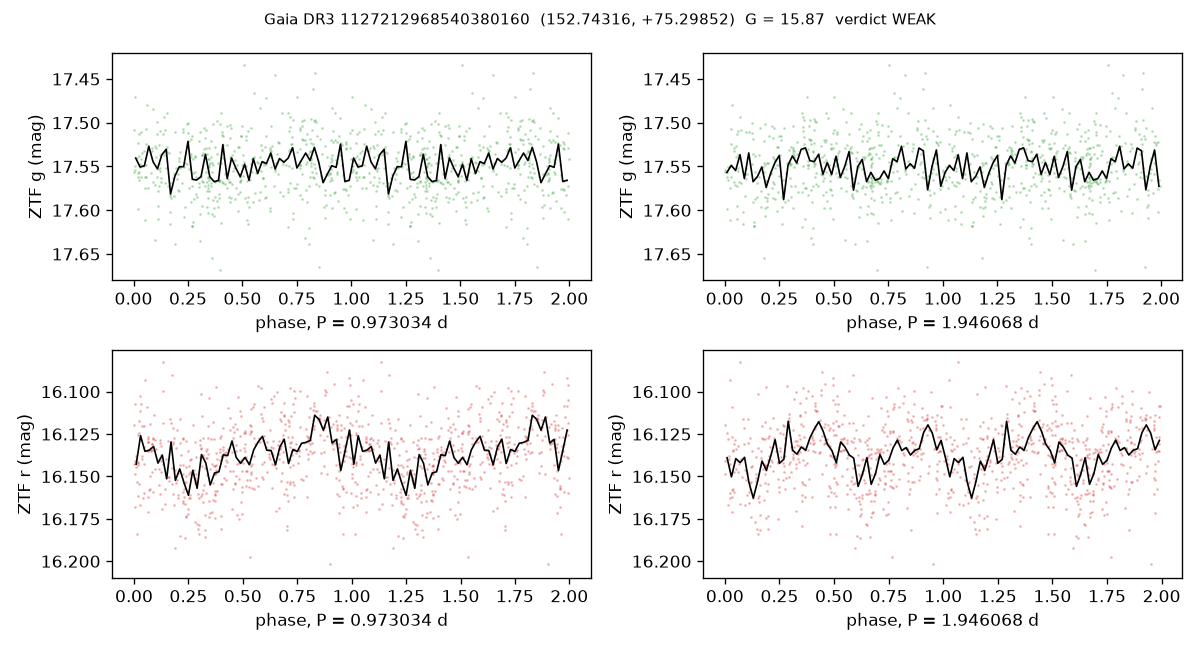 Gaia DR3 1127212968540380160 (152.74316, +75.29852) G = 15.87 verdict WEAK
ZTF g (mag)
17.45
17.50
17.55
17.60
17.65
0.00 0.25 0.50 0.75 1.00 1.25 1.50 1.75 2.00
phase, P = 0.973034 d
ZTF g (mag)
17.45
17.50
17.55
17.60
17.65
0.00 0.25 0.50 0.75 1.00 1.25 1.50 1.75 2.00
phase, P = 1.946068 d
ZTF r (mag)
16.100
16.125
16.150
16.175
16.200
0.00 0.25 0.50 0.75 1.00 1.25 1.50 1.75 2.00
phase, P = 0.973034 d
ZTF r (mag)
16.100
16.125
16.150
16.175
16.200
0.00 0.25 0.50 0.75 1.00 1.25 1.50 1.75 2.00
phase, P = 1.946068 d